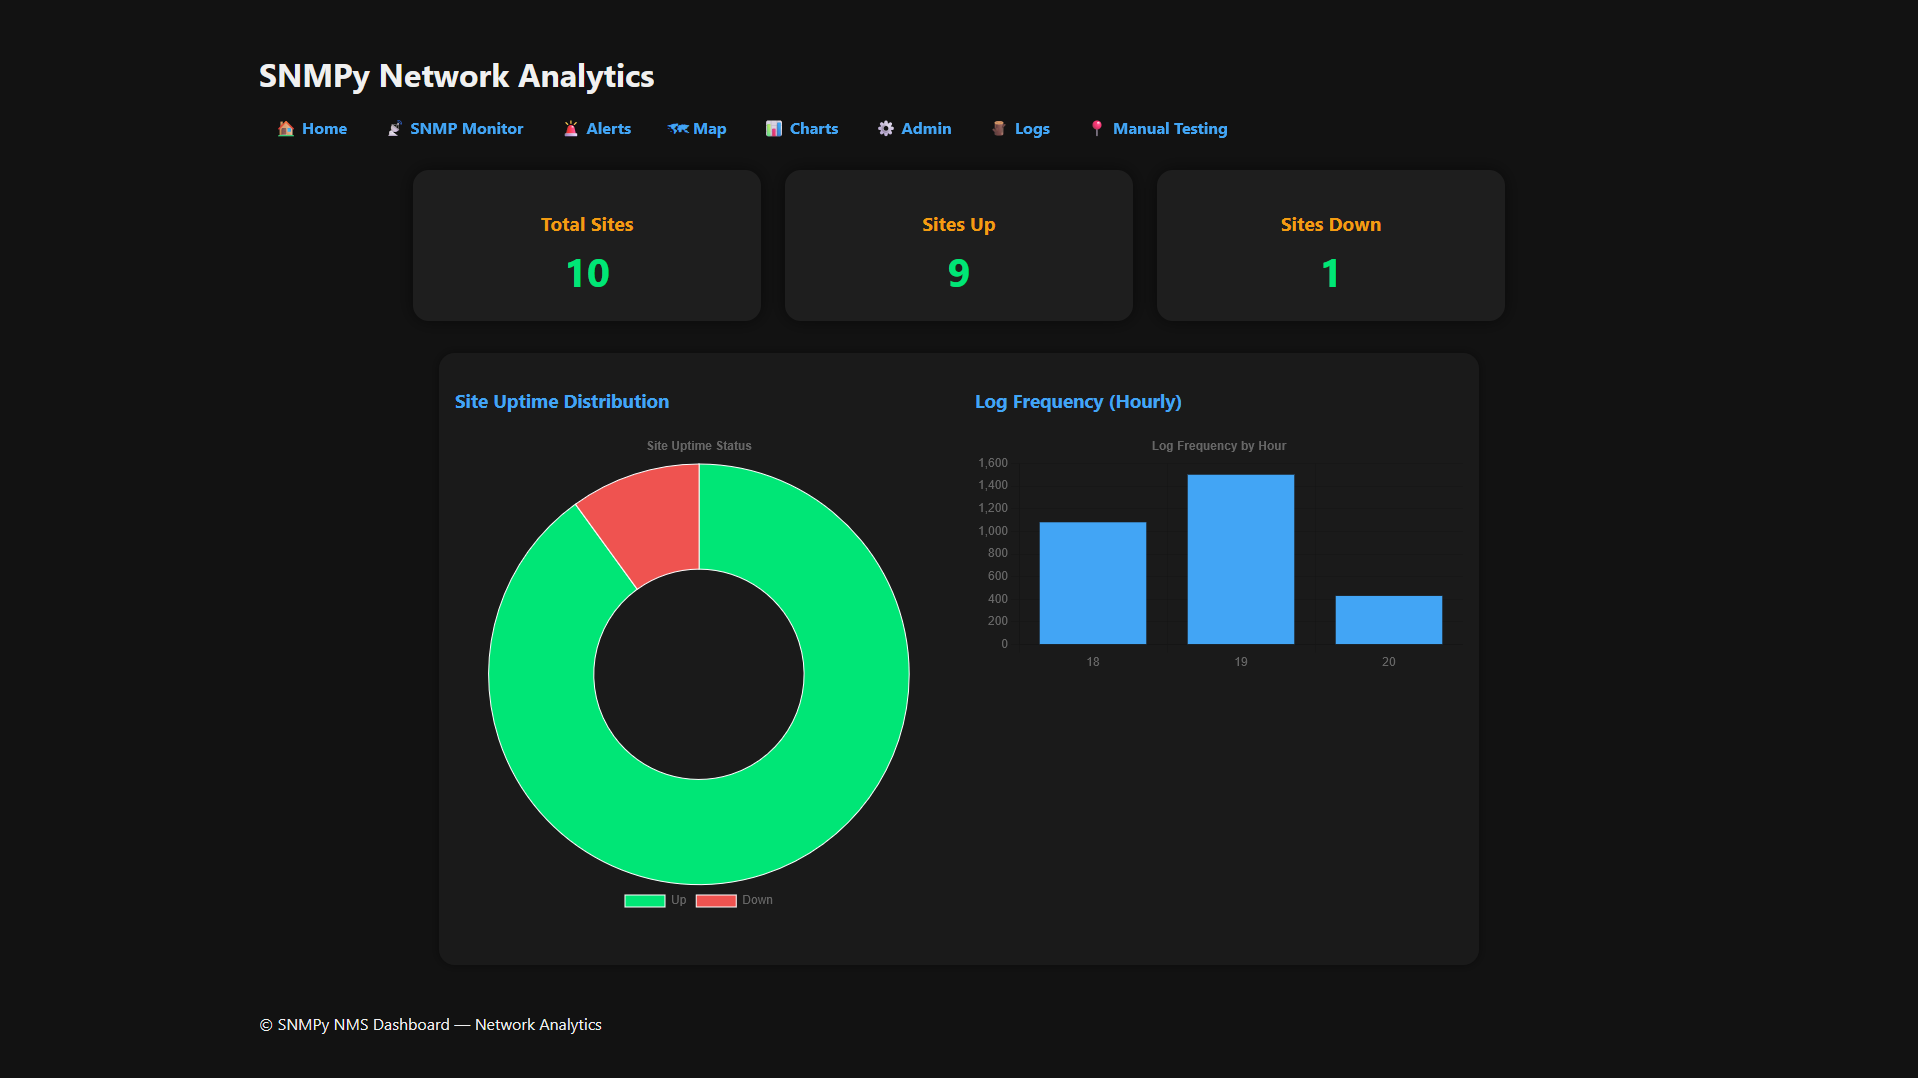 SNMPy Network Analytics
Home SNMP Monitor Alerts Map Charts Admin Logs Manual Testing
Total Sites
10
Sites Up
9
Sites Down
1
Site Uptime Distribution
Site Uptime Status
Up Down
Log Frequency (Hourly)
Log Frequency by Hour
1,600
1,400
1,200
1,000
800
600
400
200
0
18 19 20
© SNMPy NMS Dashboard — Network Analytics